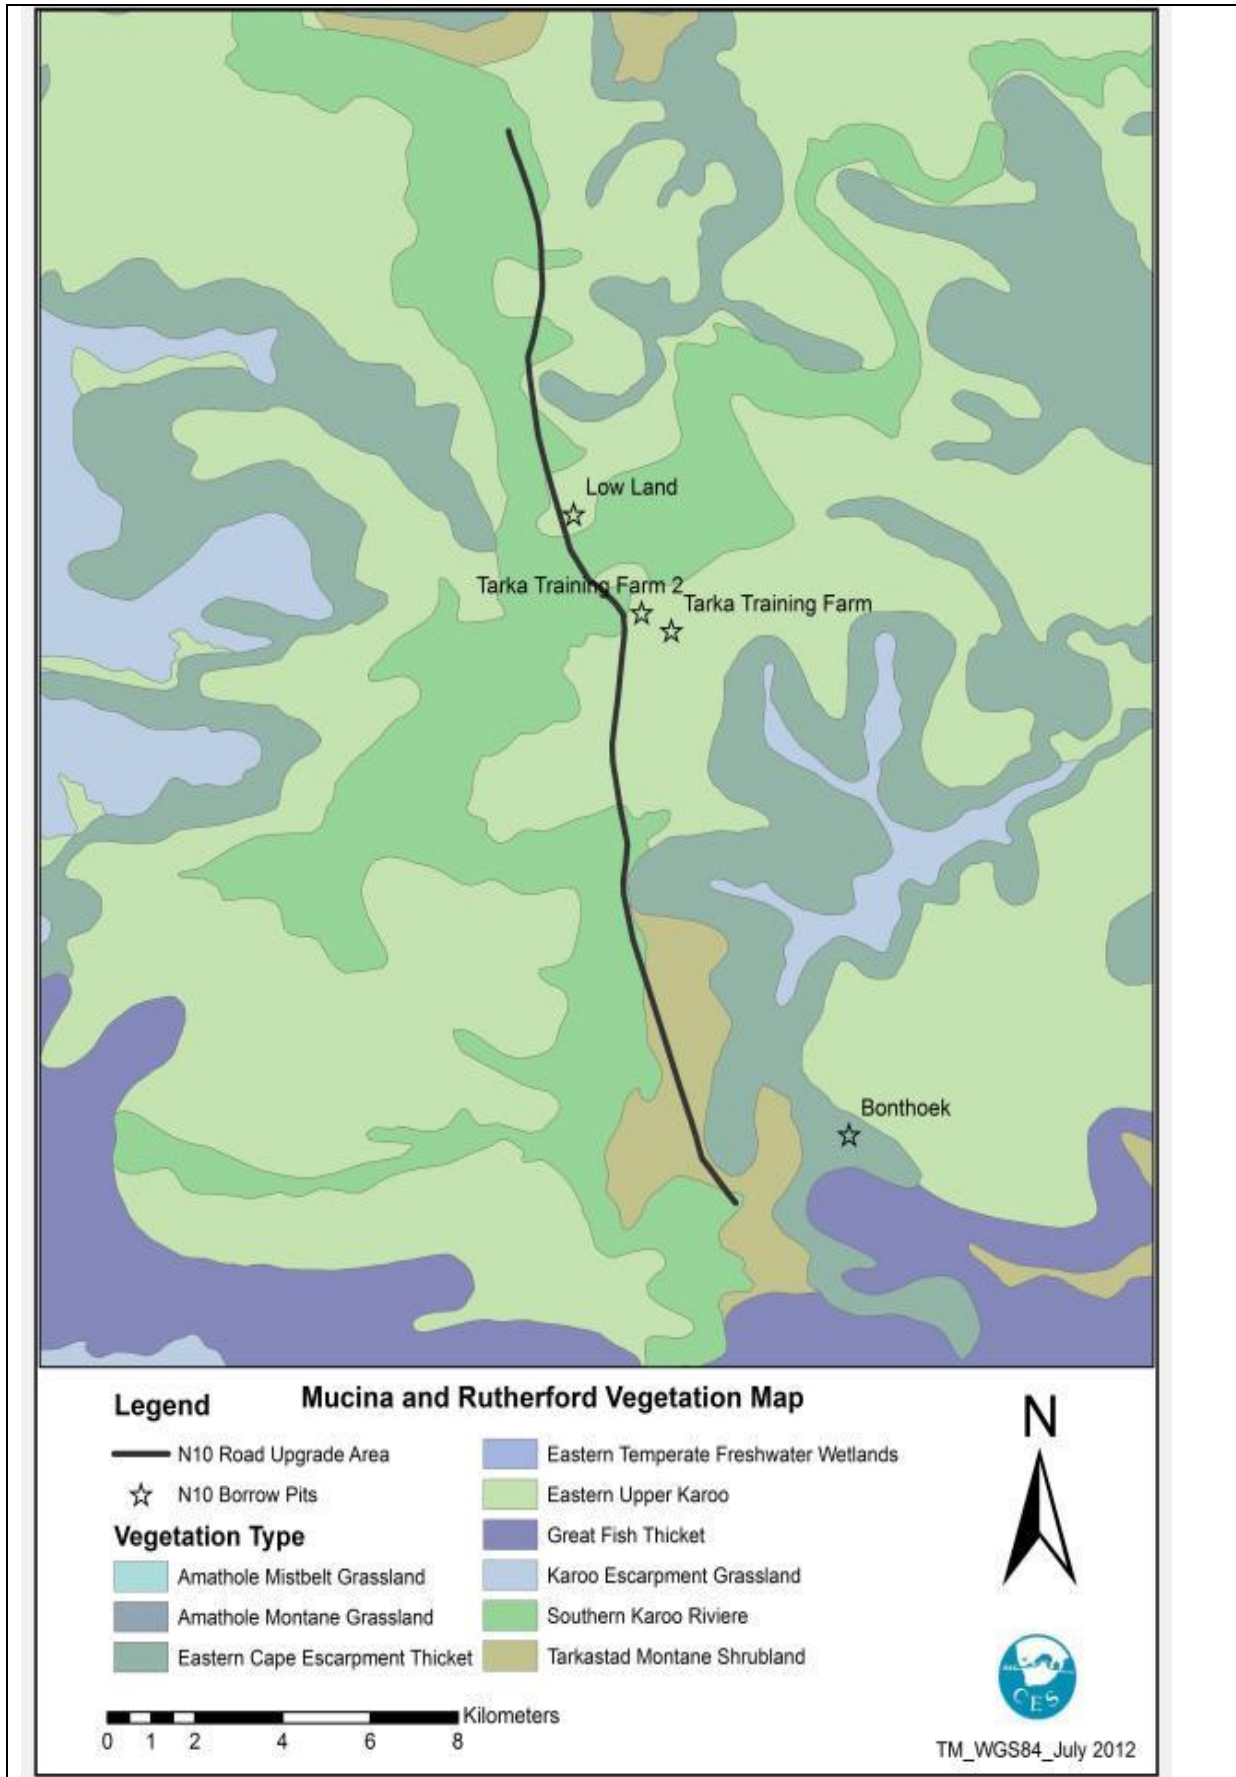 Low Land
Tarka Training Farm 2
Tarka Training Farm
Bonthoek
Mucina and Rutherford Vegetation Map
Legend
N10 Road Upgrade Area
N10 Borrow Pits
Vegetation Type
Amathole Mistbelt Grassland
Amathole Montane Grassland
Eastern Cape Escarpment Thicket
Eastern Temperate Freshwater Wetlands
Eastern Upper Karoo
Great Fish Thicket
Karoo Escarpment Grassland
Southern Karoo Riviere
Tarkastad Montane Shrubland
N
Kilometers
0 1 2 4 6 8
CES
TM_WGS84_July 2012